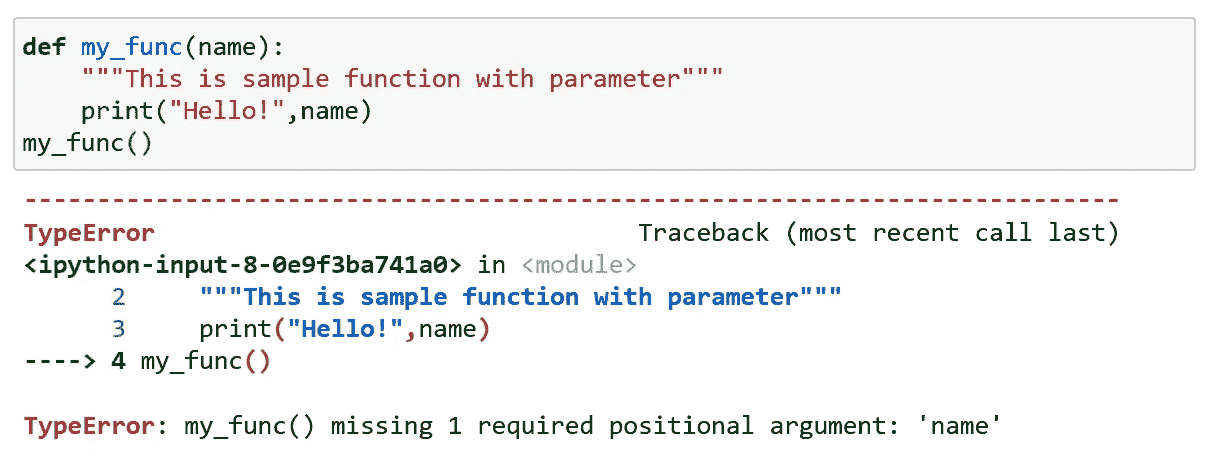 def my_func(name):
    """This is sample function with parameter"""
    print("Hello!",name)
my_func()
---------------------------------------------------------------------------
TypeError                                 Traceback (most recent call last)
<ipython-input-8-0e9f3ba741a0> in <module>
      2     """This is sample function with parameter"""
      3     print("Hello!",name)
----> 4 my_func()
TypeError: my_func() missing 1 required positional argument: 'name'